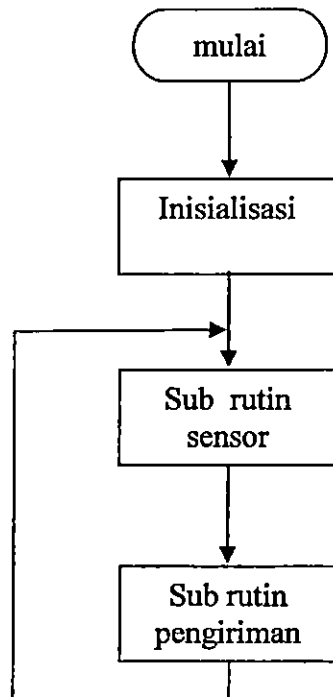 mulai
Inisialisasi
Sub rutin
sensor
Sub rutin
pengiriman